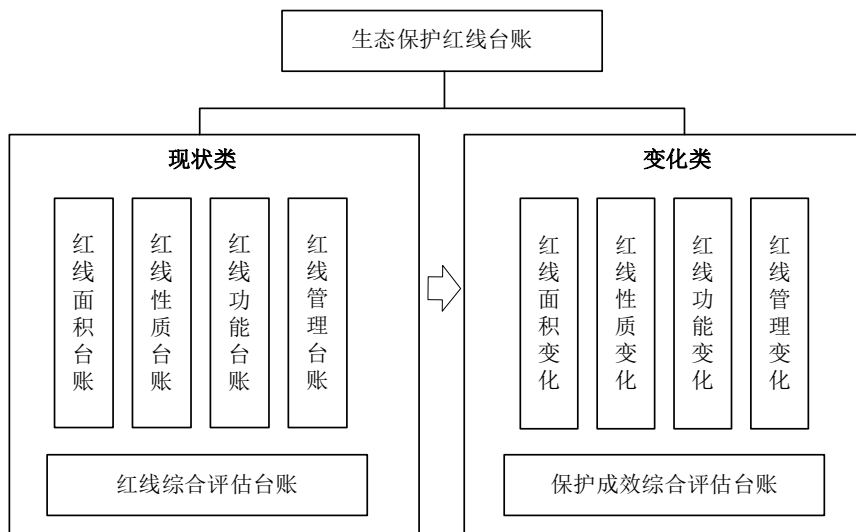 生态保护红线台账
现状类
红线面积台账
红线性质台账
红线功能台账
红线管理台账
红线综合评估台账
变化类
红线面积变化
红线性质变化
红线功能变化
红线管理变化
保护成效综合评估台账